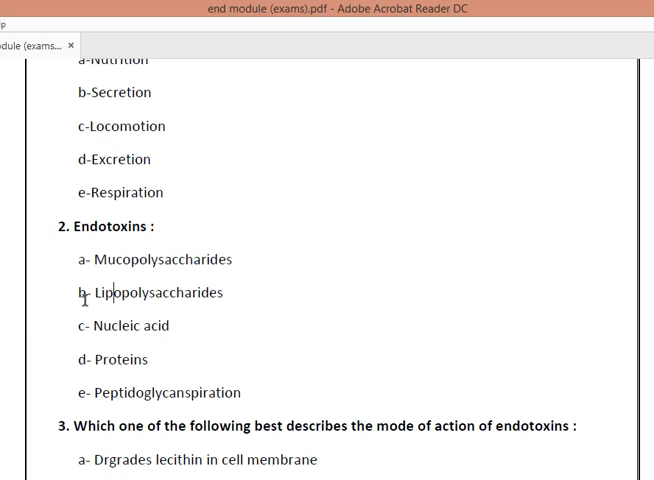 end module (exams).pdf - Adobe Acrobat Reader DC
lp
odule (exams... ×
a-Nutrition
b-Secretion
c-Locomotion
d-Excretion
e-Respiration
2. Endotoxins :
a- Mucopolysaccharides
b- Lipopolysaccharides
c- Nucleic acid
d- Proteins
e- Peptidoglycanspiration
3. Which one of the following best describes the mode of action of endotoxins :
a- Drgrades lecithin in cell membrane